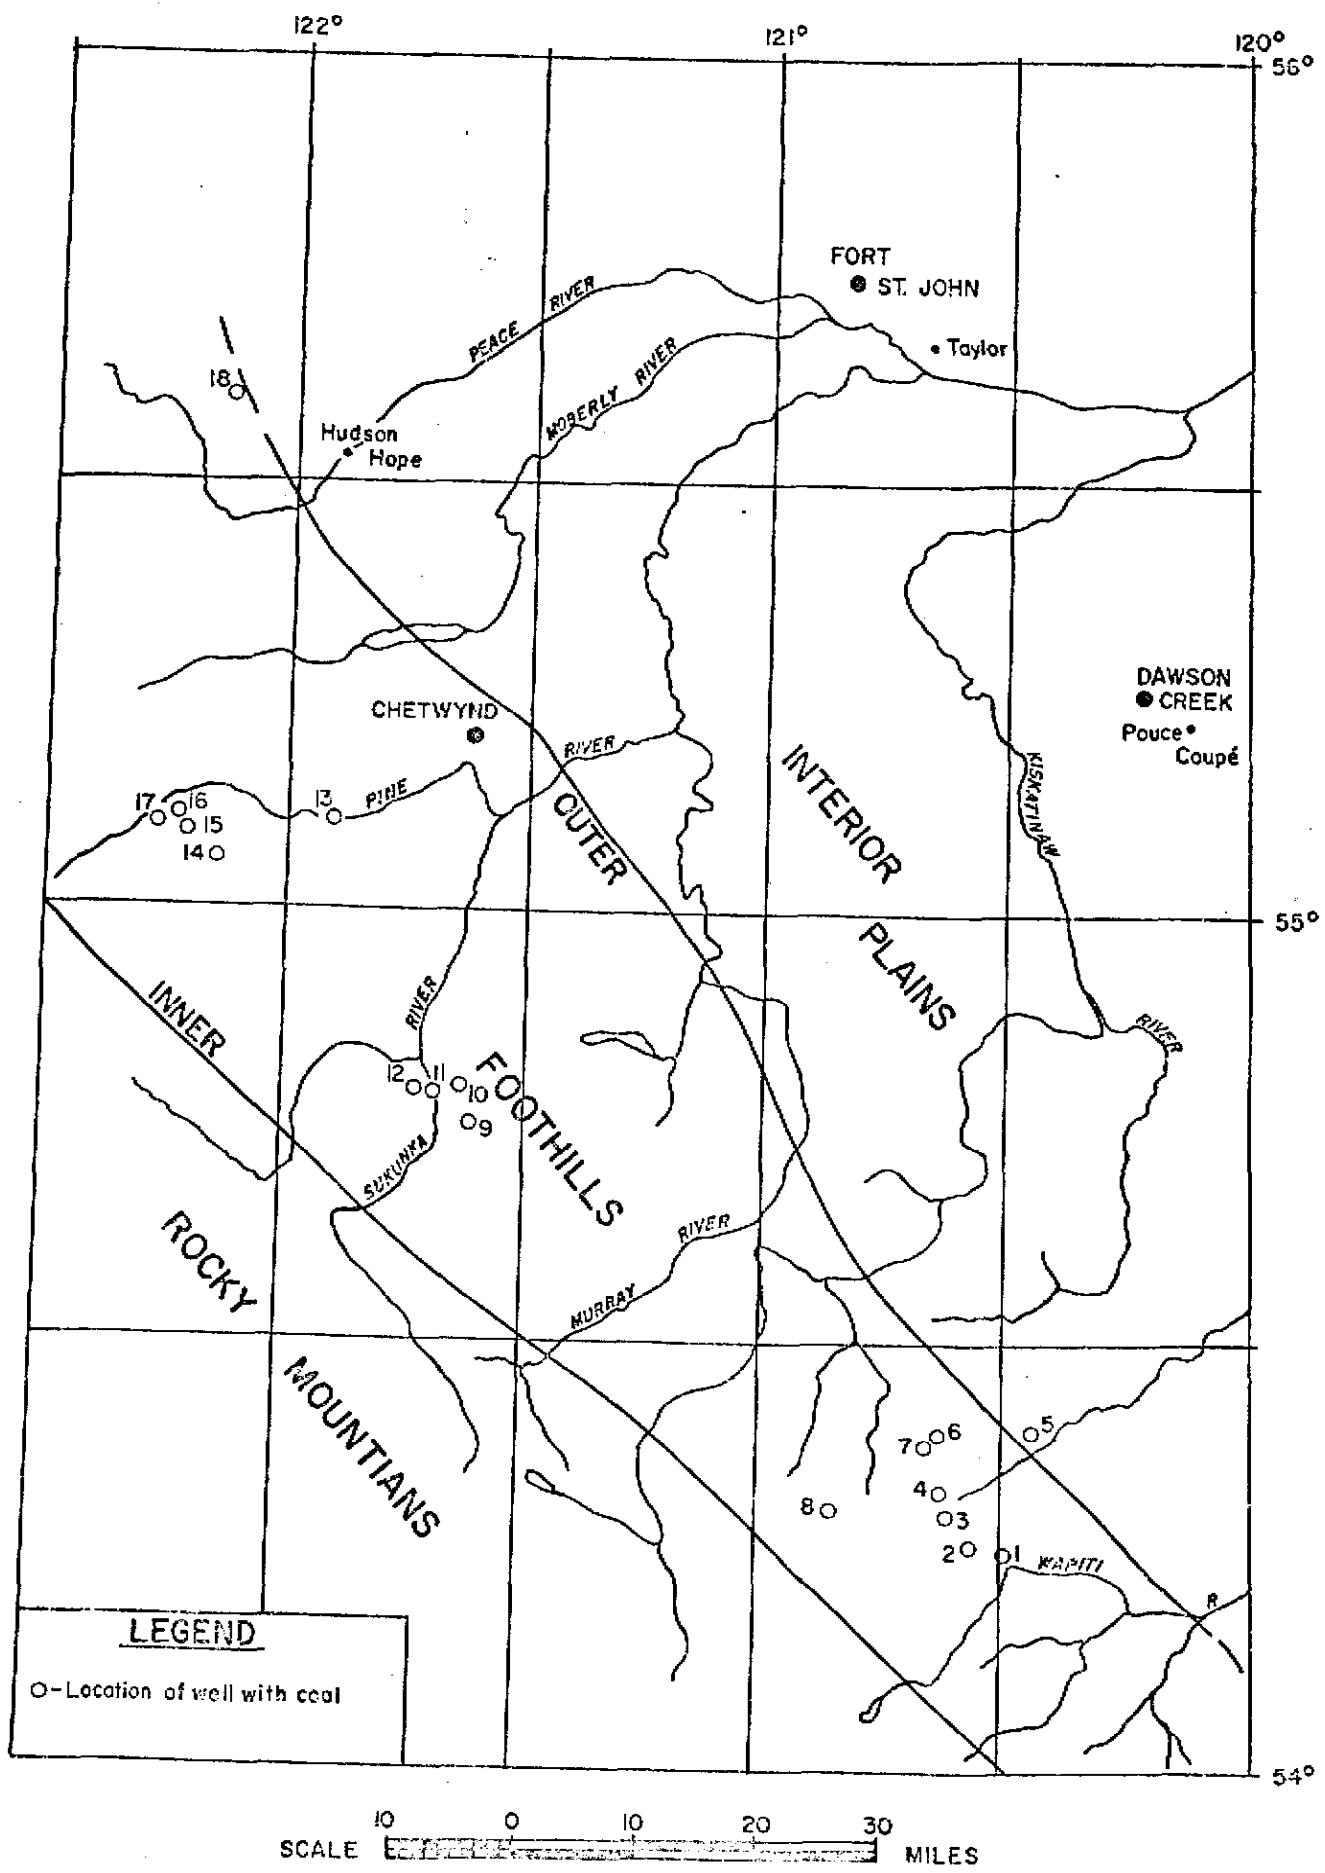 122° 121° 120°
56°
FORT
ST. JOHN
PEACE RIVER
Taylor
MOBERLY RIVER
18
Hudson
Hope
DAWSON
CREEK
CHETWYND
Pouce
Coupé
RIVER
INTERIOR
PLAINS
KISKATINAW
RIVER
PINE
OUTER
17 16
13
15
14
55°
INNER
RIVER
FOOTHILLS
12 11
10
9
SUKUNKA
ROCKY
MOUNTIANS
RIVER
MURRAY
5
7 6
4
8
3
2 1
WAPITI
R
LEGEND
O-Location of well with coal
54°
10 0 10 20 30
SCALE MILES